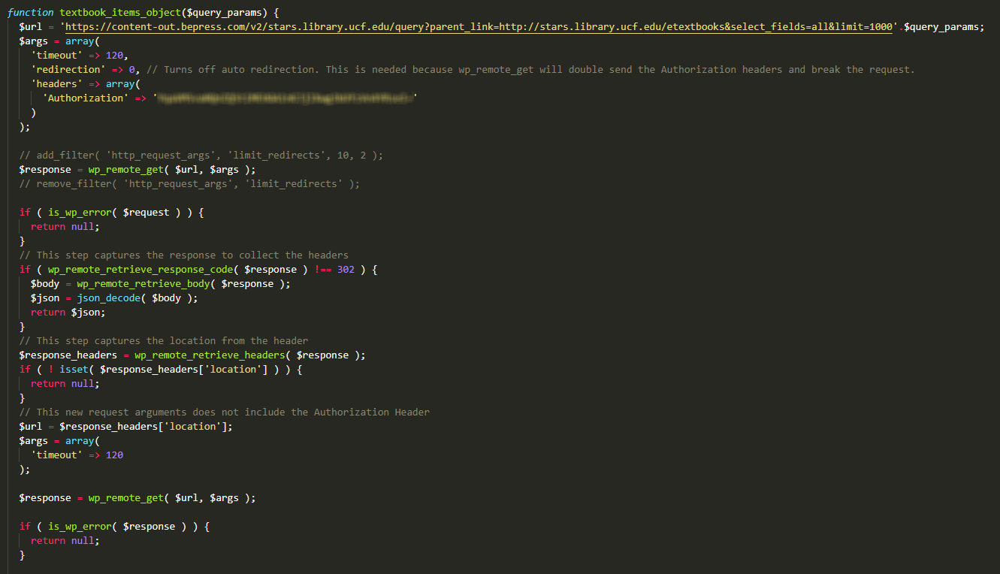 function textbook_items_object($query_params) {
$url = 'https://content-out.bepress.com/v2/stars.library.ucf.edu/query?parent_link=http://stars.library.ucf.edu/etextbooks&select_fields=all&limit=1000'.$query_params;
$args = array(
'timeout' => 120,
'redirection' => 0, // Turns off auto redirection. This is needed because wp_remote_get will double send the Authorization headers and break the request.
'headers' => array(
'Authorization' => ''
)
);
// add_filter( 'http_request_args', 'limit_redirects', 10, 2 );
$response = wp_remote_get( $url, $args );
// remove_filter( 'http_request_args', 'limit_redirects' );
if ( is_wp_error( $request ) ) {
return null;
}
// This step captures the response to collect the headers
if ( wp_remote_retrieve_response_code( $response ) !== 302 ) {
$body = wp_remote_retrieve_body( $response );
$json = json_decode( $body );
return $json;
}
// This step captures the location from the header
$response_headers = wp_remote_retrieve_headers( $response );
if ( ! isset( $response_headers['location'] ) ) {
return null;
}
// This new request arguments does not include the Authorization Header
$url = $response_headers['location'];
$args = array(
'timeout' => 120
);
$response = wp_remote_get( $url, $args );
if ( is_wp_error( $response ) ) {
return null;
}